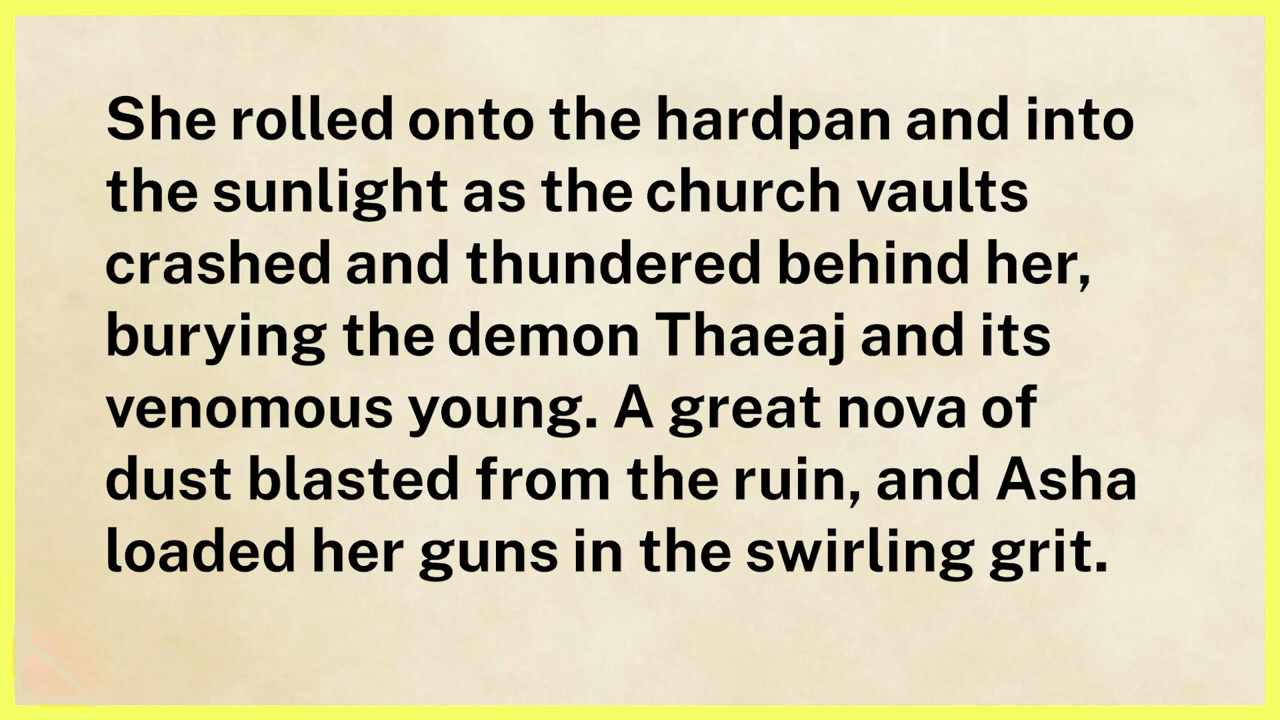 She rolled onto the hardpan and into
the sunlight as the church vaults
crashed and thundered behind her,
burying the demon Thaeaj and its
venomous young. A great nova of
dust blasted from the ruin, and Asha
loaded her guns in the swirling grit.